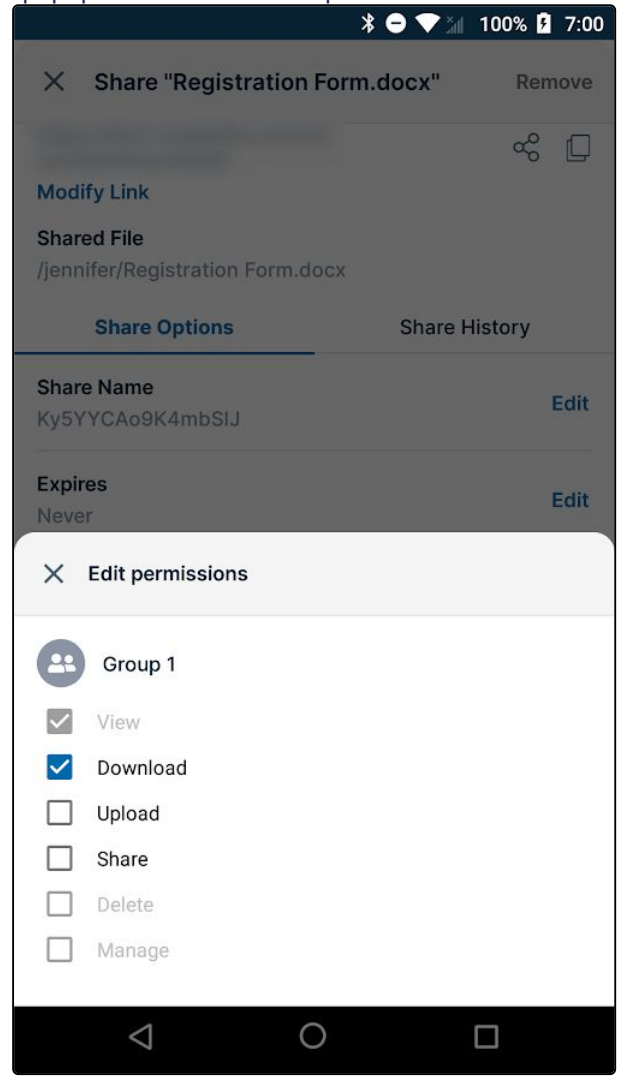 100% 7:00
Share "Registration Form.docx" Remove
Modify Link
Shared File
/jennifer/Registration Form.docx
Share Options Share History
Share Name
Edit
Expires
Edit
Never
Edit permissions
Group 1
View
Download
Upload
Share
Delete
Manage